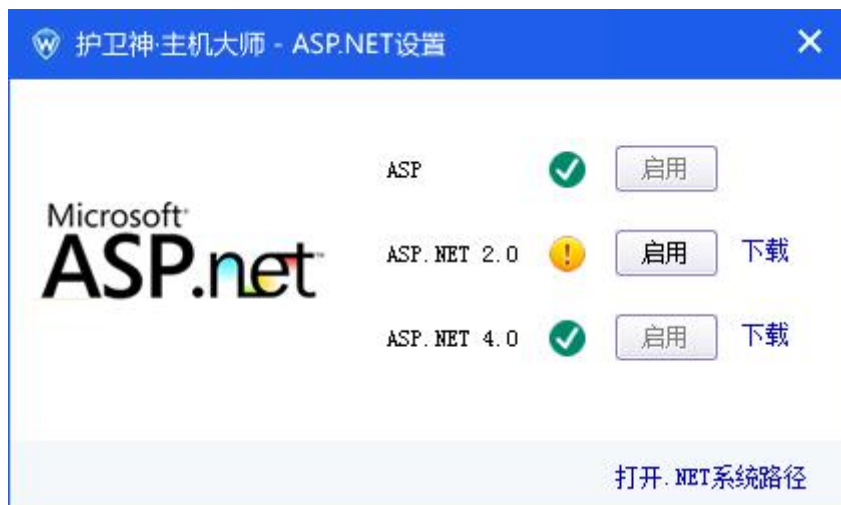 护卫神·主机大师 - ASP.NET设置
ASP 启用
Microsoft
ASP.net
ASP.NET 2.0 启用 下载
ASP.NET 4.0 启用 下载
打开.NET系统路径